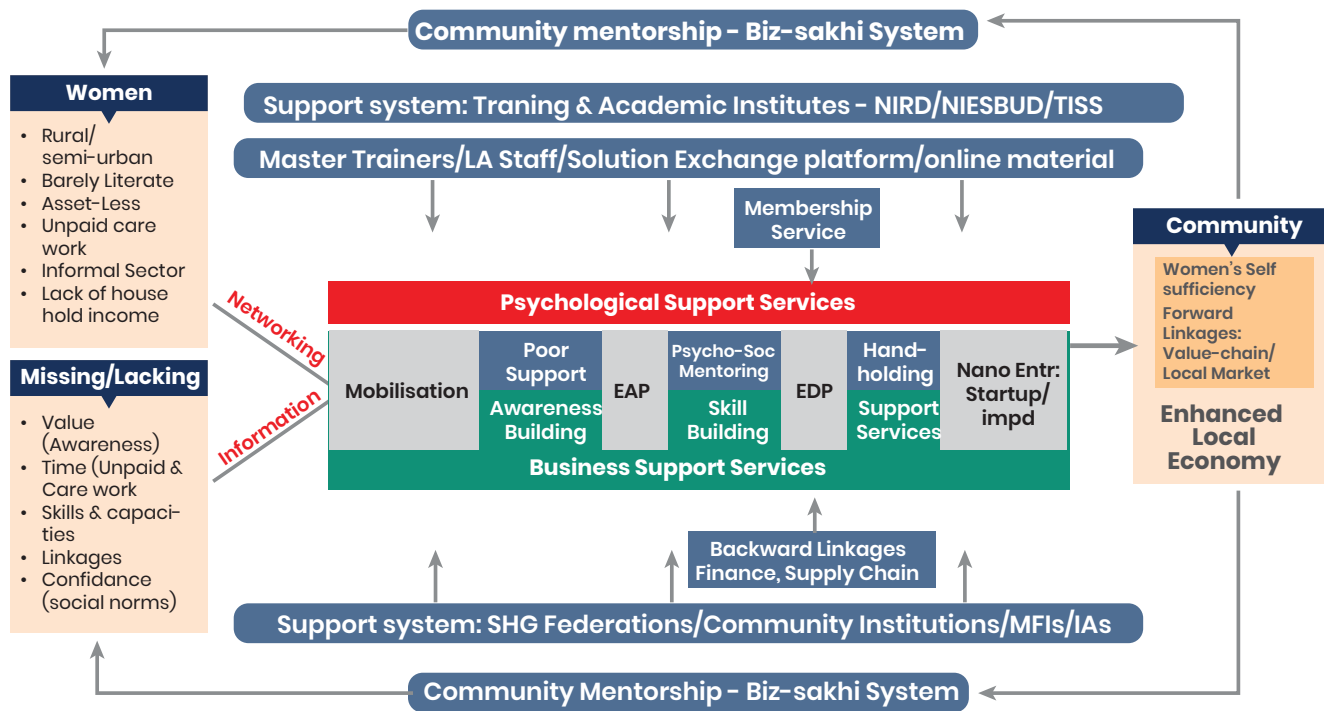 Community mentorship - Biz-sakhi System
Support system: Traning & Academic Institutes - NIRD/NIESBUD/TISS
Master Trainers/LA Staff/Solution Exchange platform/online material
Women
• Rural/
semi-urban
• Barely Literate
• Asset-Less
• Unpaid care
work
• Informal Sector
• Lack of house
hold income
Missing/Lacking
• Value
(Awareness)
• Time (Unpaid &
Care work
• Skills & capaci-
ties
• Linkages
• Confidance
(social norms)
Networking
Information
Membership
Service
Psychological Support Services
Mobilisation
Poor
Support
Awareness
Building
EAP
Psycho-Soc
Mentoring
Skill
Building
EDP
Hand-
holding
Support
Services
Nano Entr:
Startup/
impd
Business Support Services
Backward Linkages
Finance, Supply Chain
Community
Women's Self
sufficiency
Forward
Linkages:
Value-chain/
Local Market
Enhanced
Local
Economy
Support system: SHG Federations/Community Institutions/MFIs/IAs
Community Mentorship - Biz-sakhi System